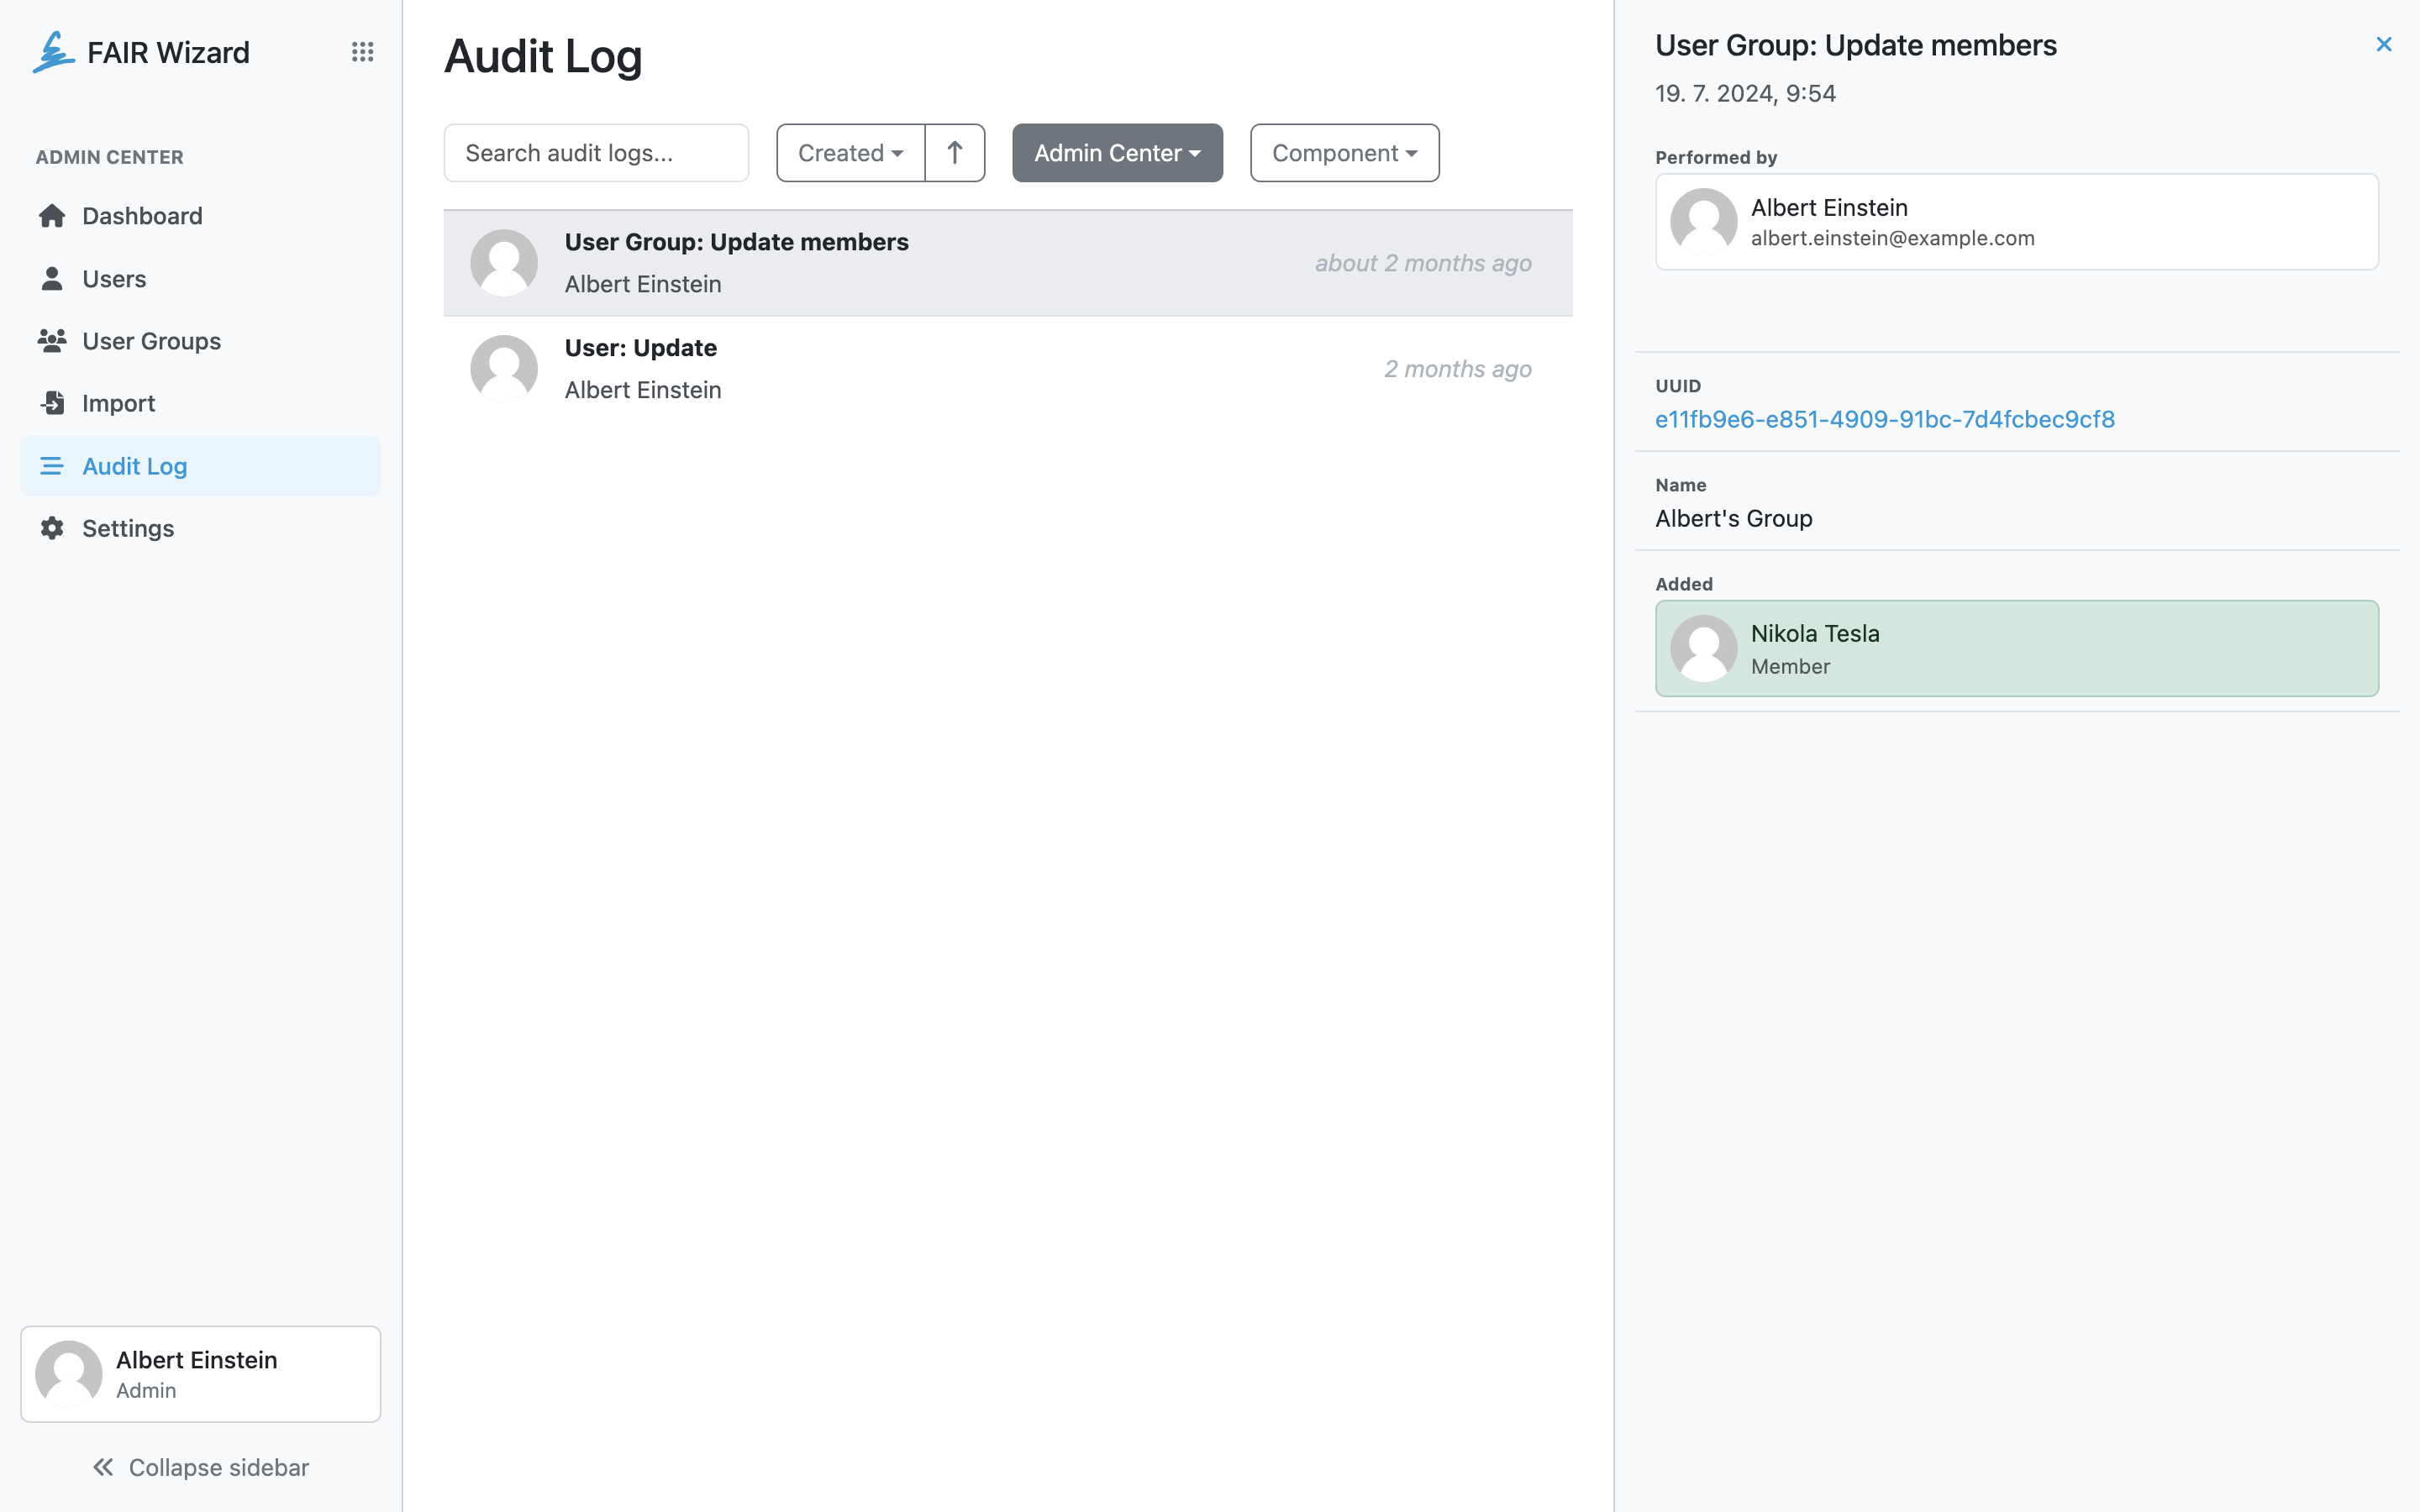 FAIR Wizard
ADMIN CENTER
Dashboard
Users
User Groups
Import
Audit Log
Settings
Albert Einstein
Admin
Collapse sidebar
Audit Log
Search audit logs...
Created
Admin Center
Component
User Group: Update members
Albert Einstein
about 2 months ago
User: Update
Albert Einstein
2 months ago
User Group: Update members
19. 7. 2024, 9:54
Performed by
Albert Einstein
albert.einstein@example.com
UUID
e11fb9e6-e851-4909-91bc-7d4fcbec9cf8
Name
Albert's Group
Added
Nikola Tesla
Member